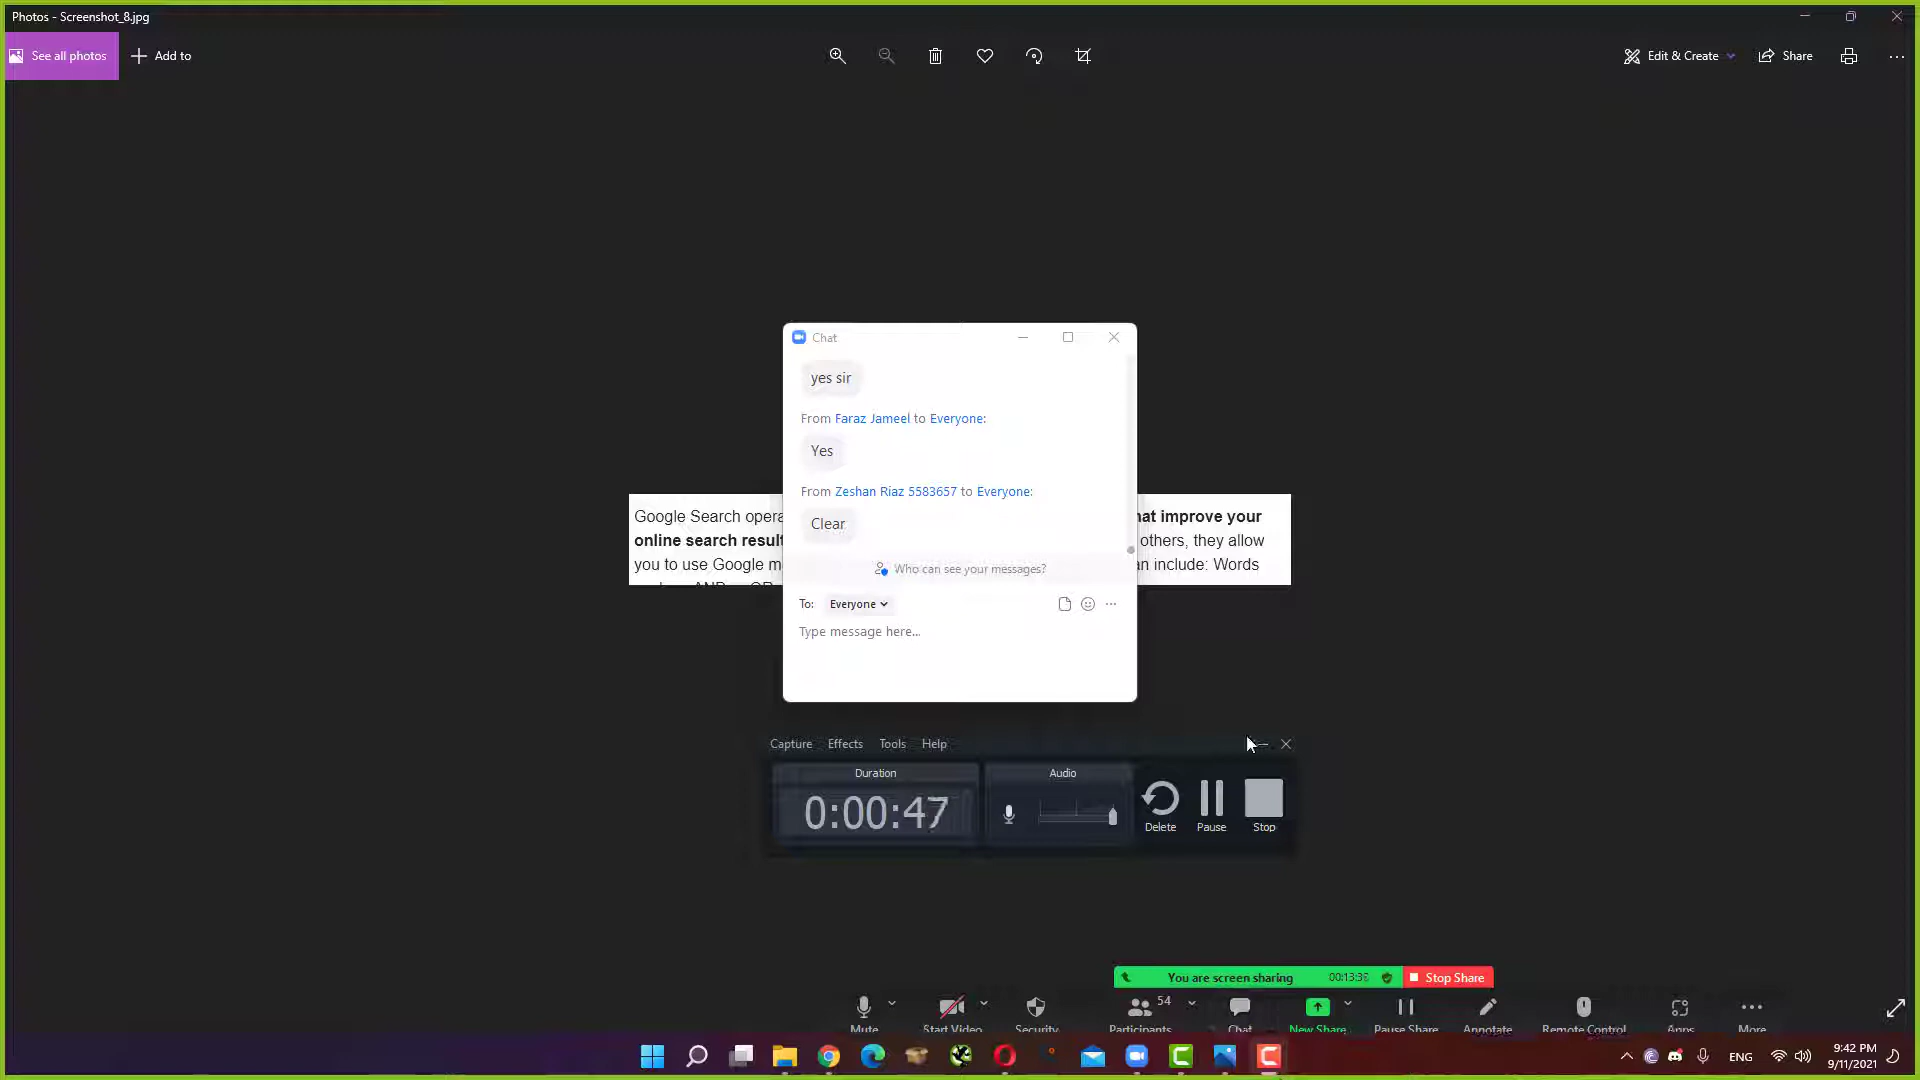 Photos - Screenshot_8.jpg
See all photos
Add to
Edit & Create
Share
Chat
yes sir
From Faraz Jameel to Everyone:
Yes
From Zeshan Riaz 5583657 to Everyone:
Clear
Who can see your messages?
To: Everyone
Type message here...
Google Search opera
hat improve your
online search result
others, they allow
you to use Google m
an include: Words
Capture Effects Tools Help
Duration
Audio
0:00:47
Delete
Pause
Stop
You are screen sharing
Stop Share
54
Mute
Start Video
Security
Participants
Chat
New Share
Pause Share
Annotate
Remote Control
Apps
More
ENG
9:42 PM
9/11/2021